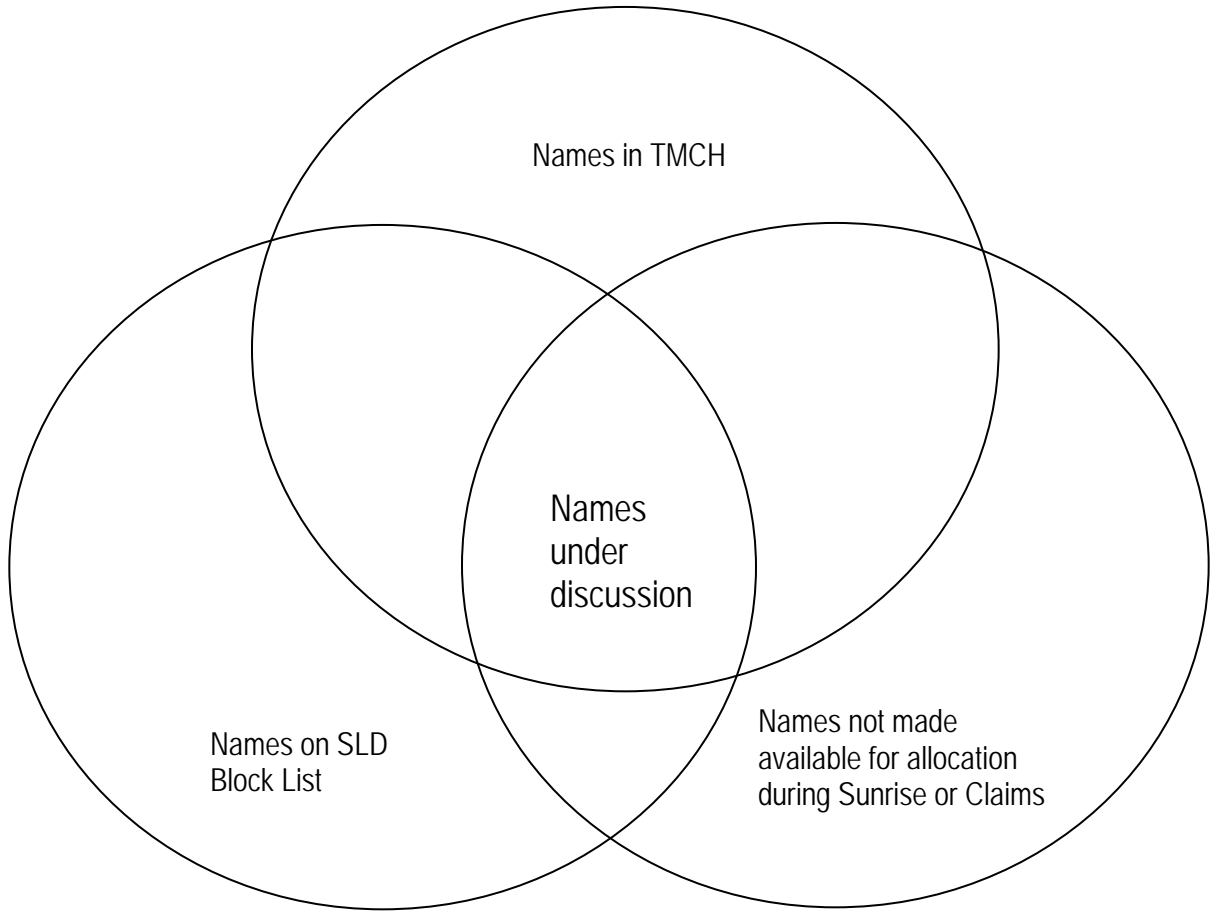 Names in TMCH
Names
under
discussion
Names on SLD
Block List
Names not made
available for allocation
during Sunrise or Claims